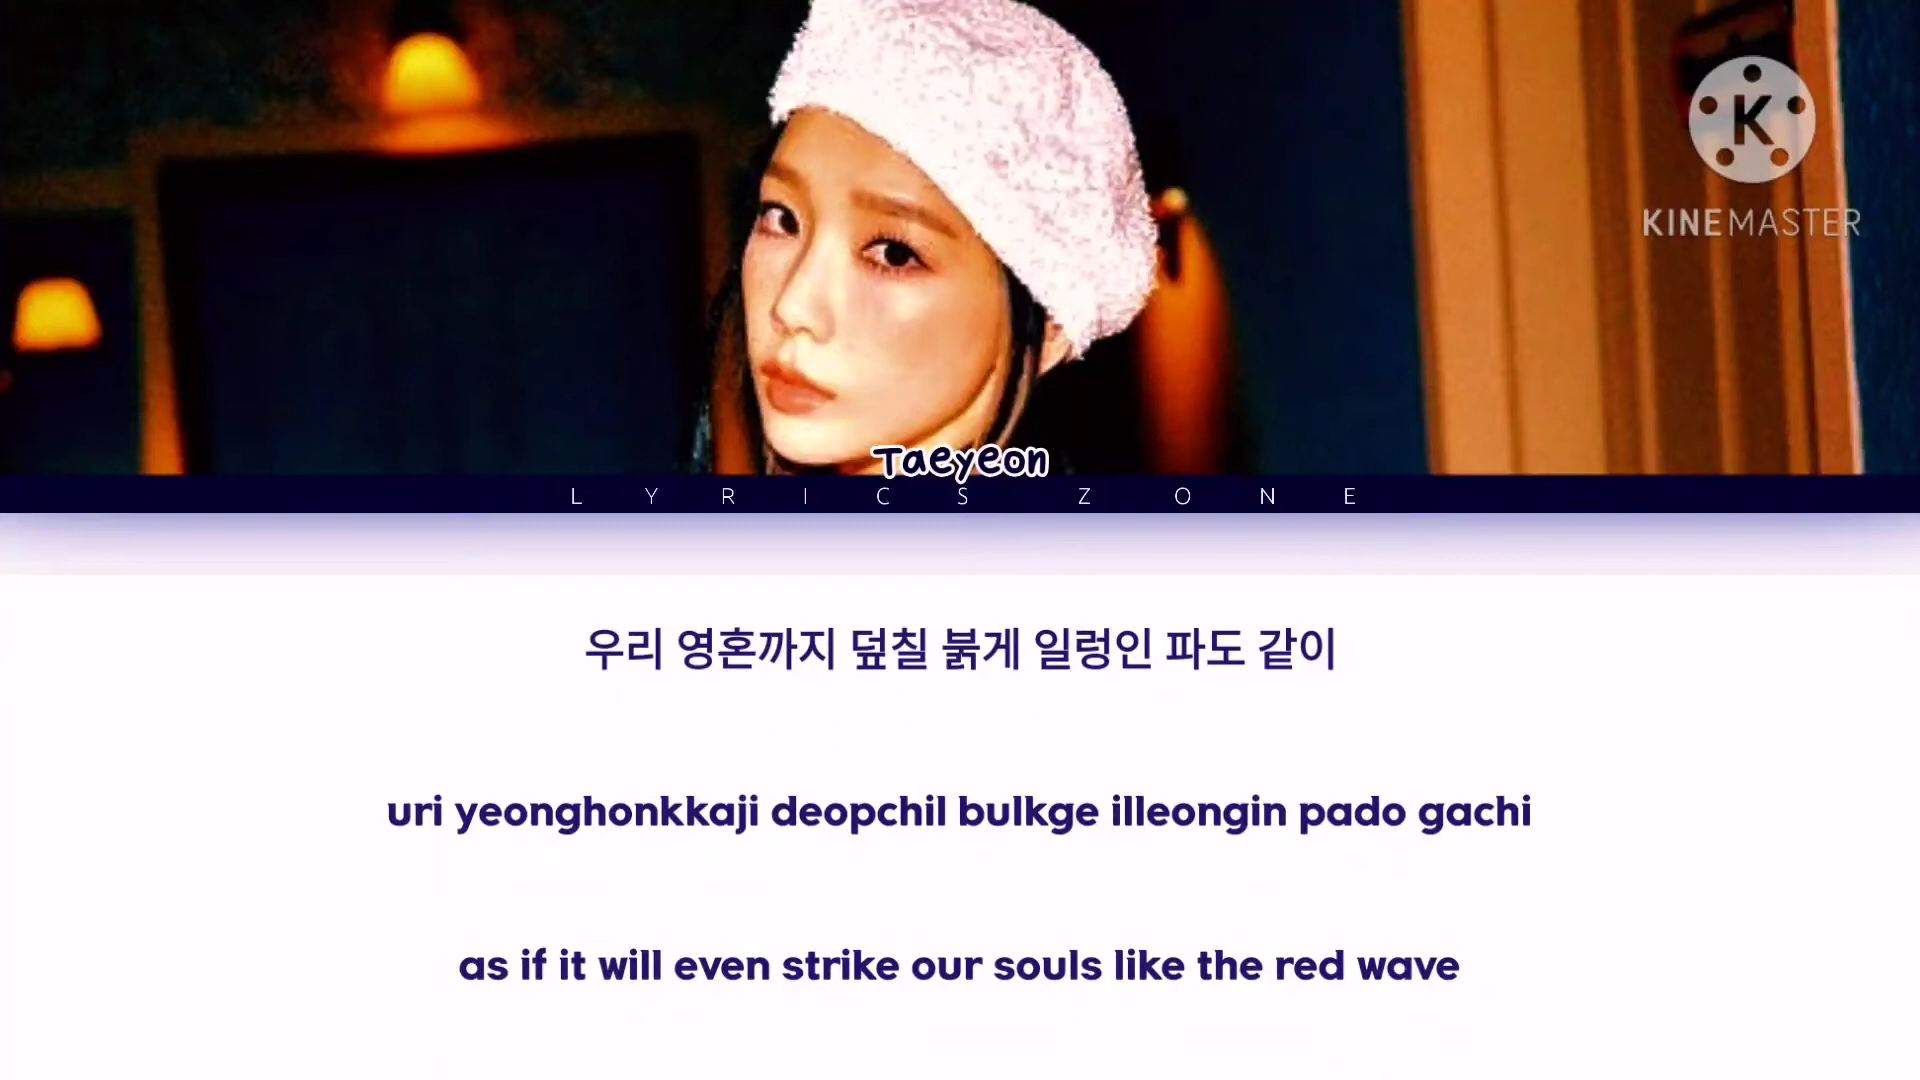 K
KINEMASTER
Taeyeon
LYRICS ZONE
우리 영혼까지 덮칠 붉게 일렁인 파도 같이
uri yeonghonkkaji deopchil bulkge illeongin pado gachi
as if it will even strike our souls like the red wave